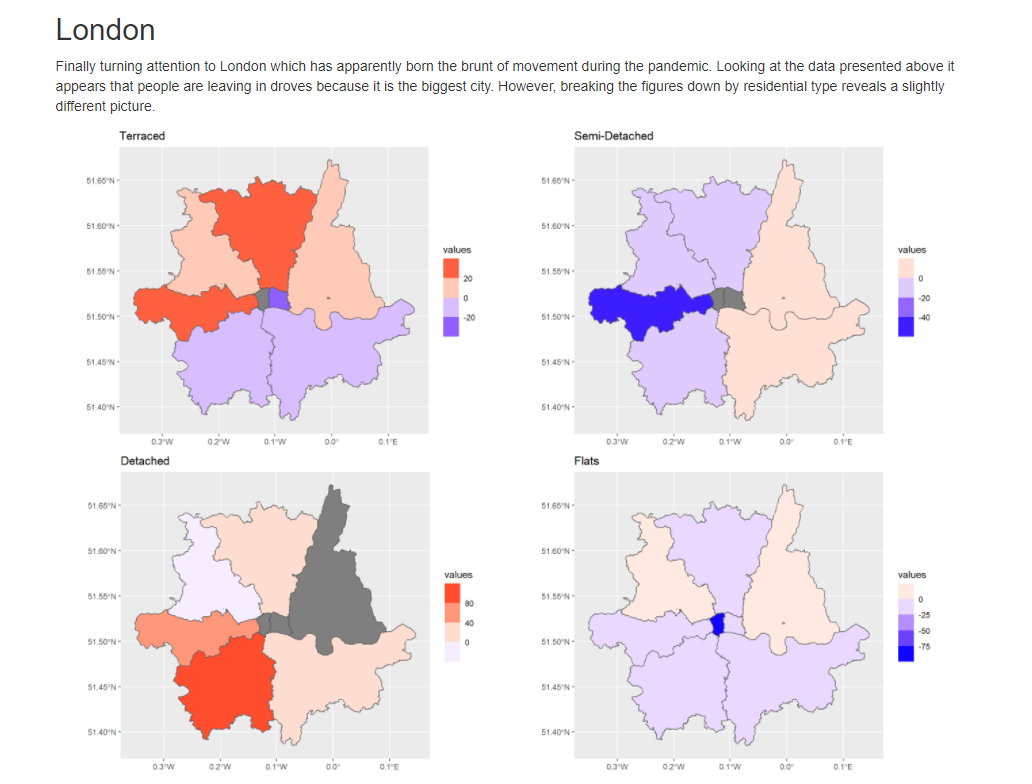 London
Finally turning attention to London which has apparently born the brunt of movement during the pandemic. Looking at the data presented above it
appears that people are leaving in droves because it is the biggest city. However, breaking the figures down by residential type reveals a slightly
different picture.
Terraced
51.65°N
51.60°N
51.55°N
51.50°N
51.45°N
51.40°N
0.3°W 0.2°W 0.1°W 0.0° 0.1°E
values
20
0
-20
Semi-Detached
51.65°N
51.60°N
51.55°N
51.50°N
51.45°N
51.40°N
0.3°W 0.2°W 0.1°W 0.0° 0.1°E
values
0
-20
-40
Detached
51.65°N
51.60°N
51.55°N
51.50°N
51.45°N
51.40°N
0.3°W 0.2°W 0.1°W 0.0° 0.1°E
values
80
40
0
Flats
51.65°N
51.60°N
51.55°N
51.50°N
51.45°N
51.40°N
0.3°W 0.2°W 0.1°W 0.0° 0.1°E
values
0
-25
-50
-75